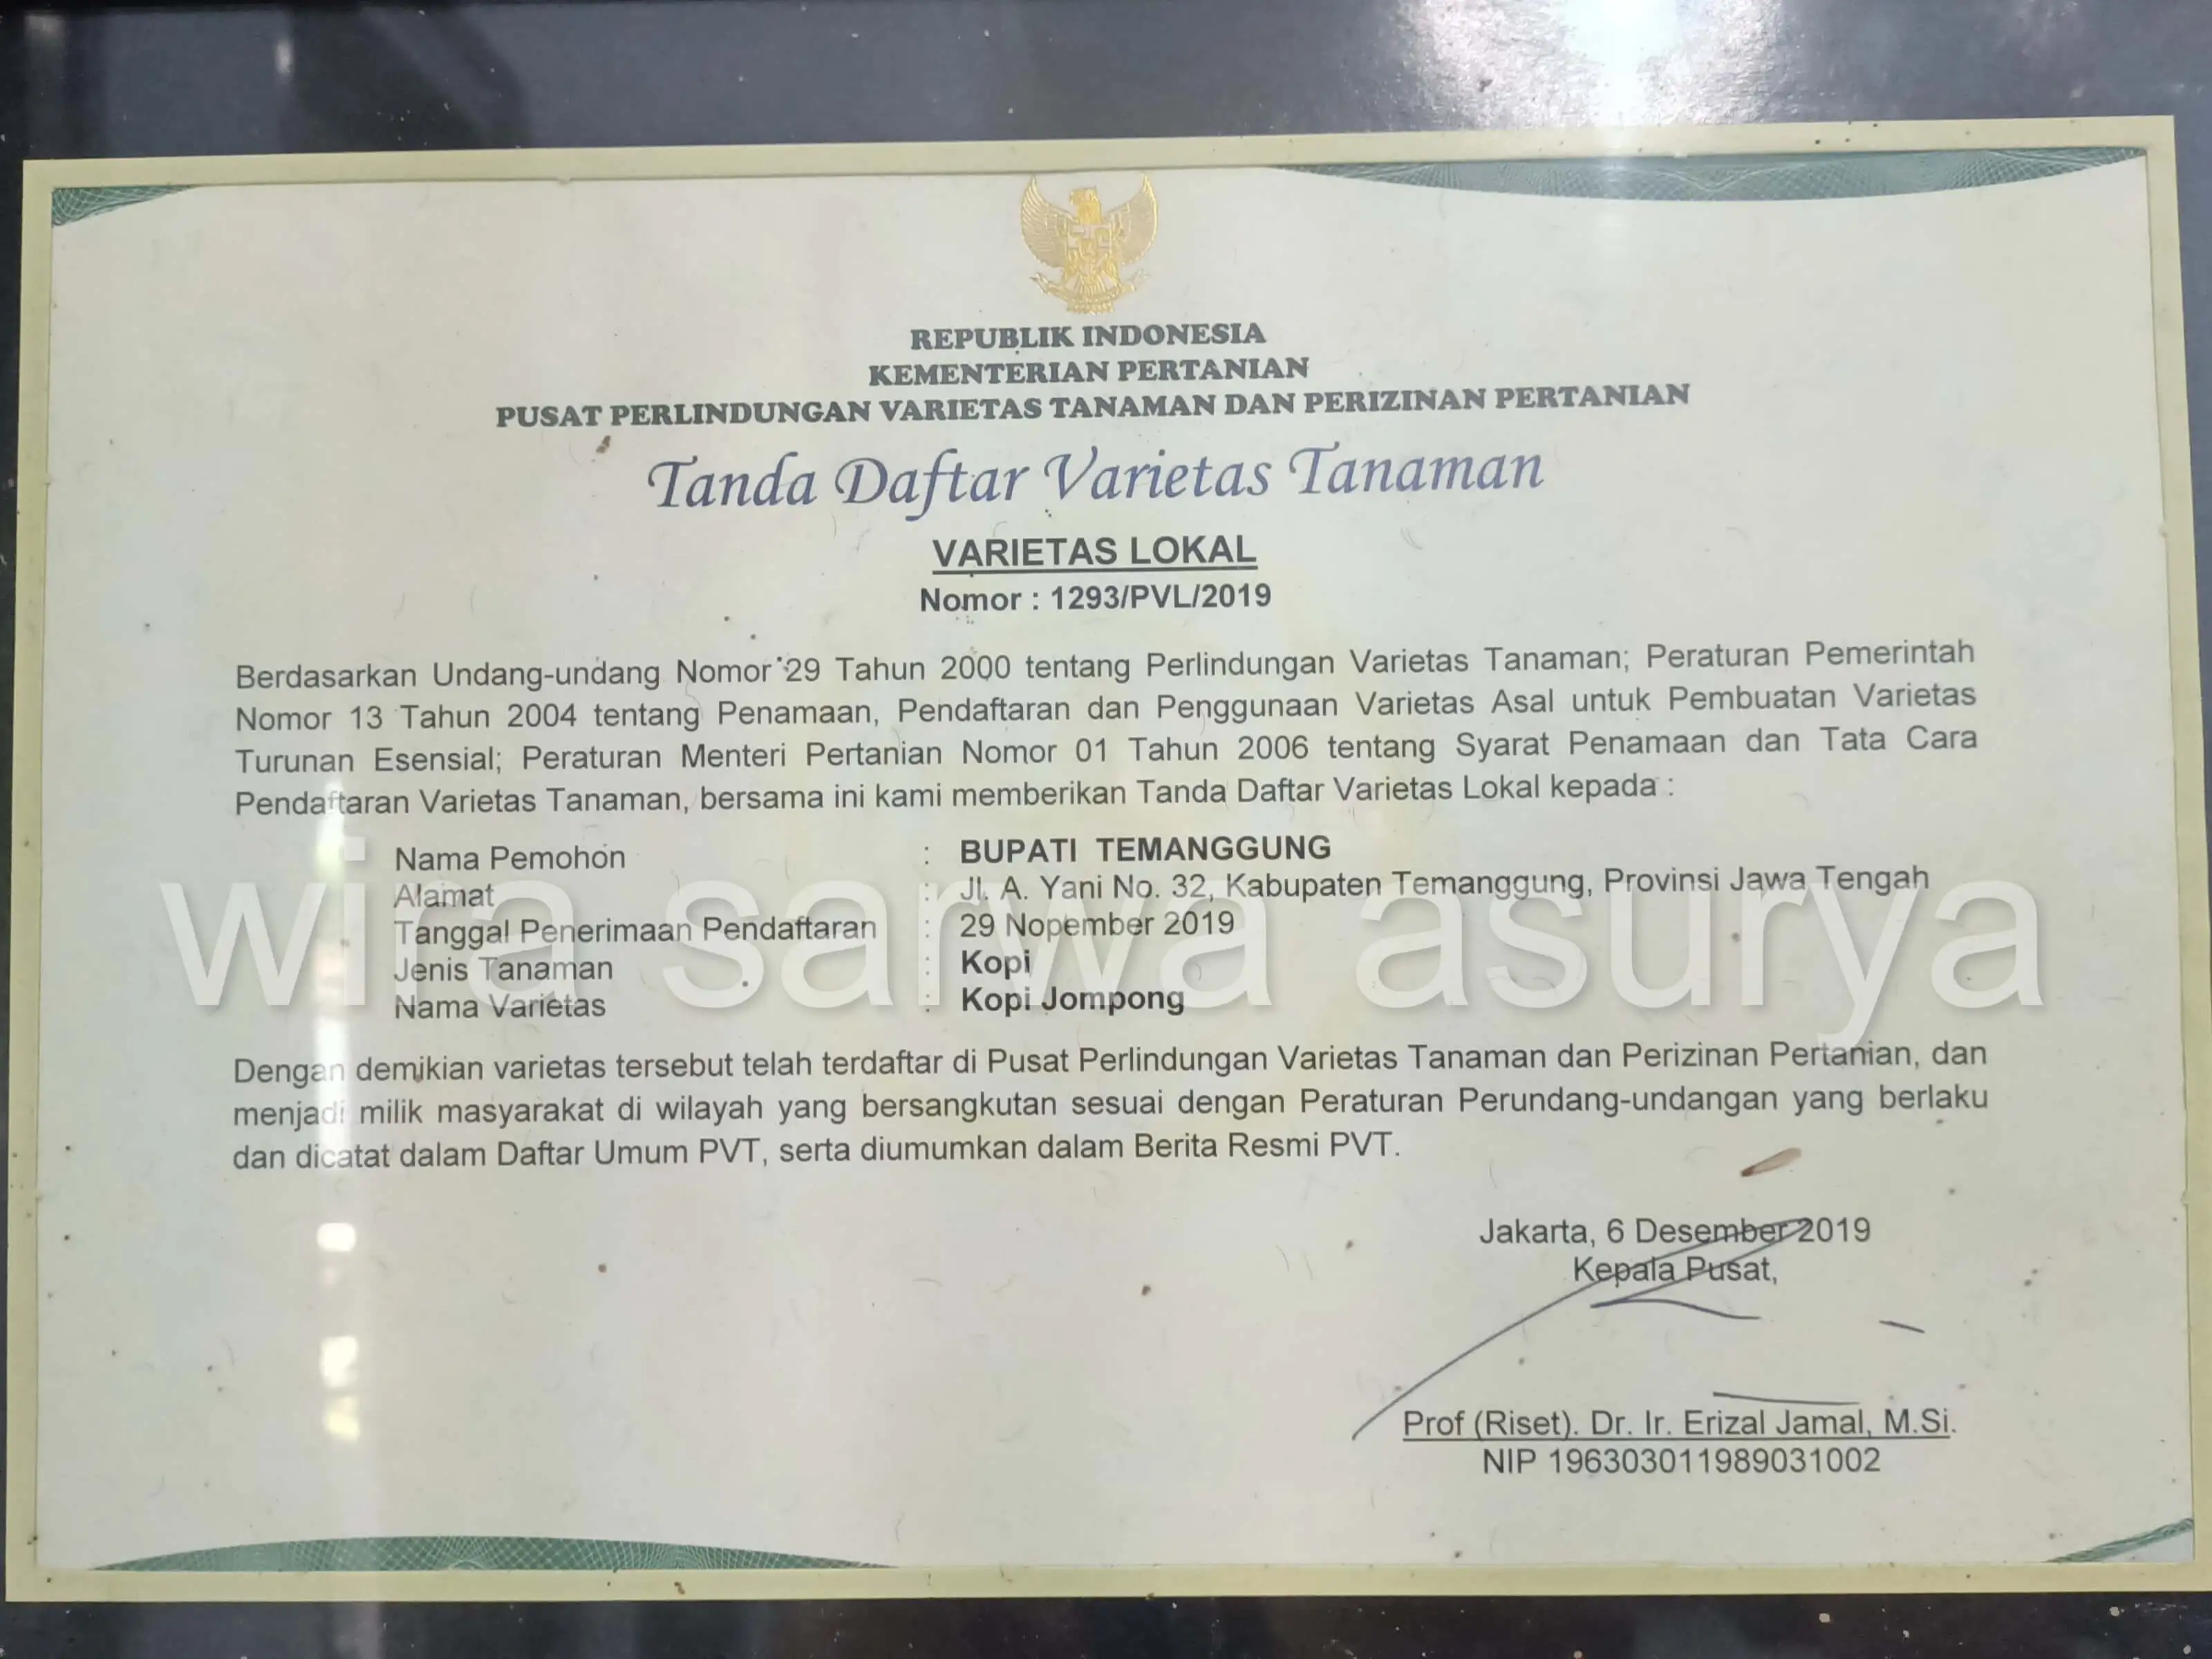 REPUBLIK INDONESIA
KEMENTERIAN PERTANIAN
PUSAT PERLINDUNGAN VARIETAS TANAMAN DAN PERIZINAN PERTANIAN
Tanda Daftar Varietas Tanaman
VARIETAS LOKAL
Nomor : 1293/PVL/2019
Berdasarkan Undang-undang Nomor 29 Tahun 2000 tentang Perlindungan Varietas Tanaman; Peraturan Pemerintah
Nomor 13 Tahun 2004 tentang Penamaan, Pendaftaran dan Penggunaan Varietas Asal untuk Pembuatan Varietas
Turunan Esensial; Peraturan Menteri Pertanian Nomor 01 Tahun 2006 tentang Syarat Penamaan dan Tata Cara
Pendaftaran Varietas Tanaman, bersama ini kami memberikan Tanda Daftar Varietas Lokal kepada :
Nama Pemohon : BUPATI TEMANGGUNG
Alamat : Jl. A. Yani No. 32, Kabupaten Temanggung, Provinsi Jawa Tengah
Tanggal Penerimaan Pendaftaran : 29 Nopember 2019
Jenis Tanaman : Kopi
Nama Varietas : Kopi Jompong
wira sarwa asurya
Dengan demikian varietas tersebut telah terdaftar di Pusat Perlindungan Varietas Tanaman dan Perizinan Pertanian, dan
menjadi milik masyarakat di wilayah yang bersangkutan sesuai dengan Peraturan Perundang-undangan yang berlaku
dan dicatat dalam Daftar Umum PVT, serta diumumkan dalam Berita Resmi PVT.
Jakarta, 6 Desember 2019
Kepala Pusat,
Prof (Riset). Dr. Ir. Erizal Jamal, M.Si.
NIP 196303011989031002